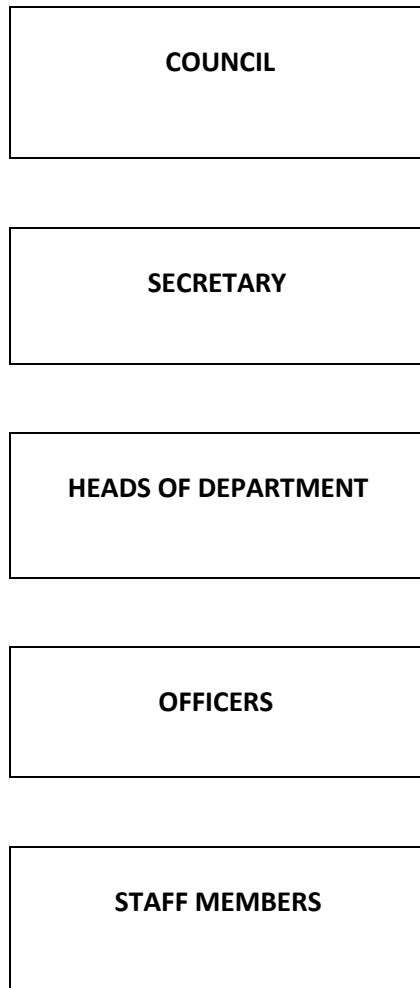 COUNCIL
SECRETARY
HEADS OF DEPARTMENT
OFFICERS
STAFF MEMBERS